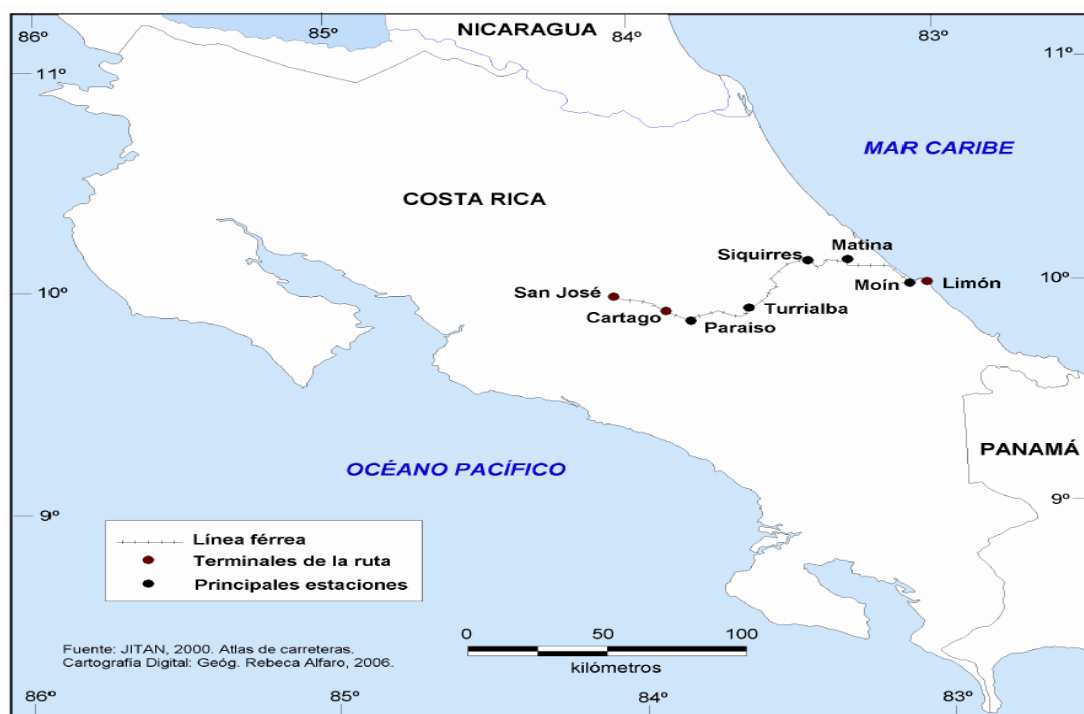 86º
85º
84º
83º
NICARAGUA
11º
11º
MAR CARIBE
COSTA RICA
Siquirres
Matina
10º
10º
San José
Moín
Limón
Cartago
Paraiso
Turrialba
PANAMÁ
OCÉANO PACÍFICO
9º
9º
Línea férrea
Terminales de la ruta
Principales estaciones
0 50 100
kilómetros
Fuente: JITAN, 2000. Atlas de carreteras.
Cartografía Digital: Geóg. Rebeca Alfaro, 2006.
86º
85º
84º
83º